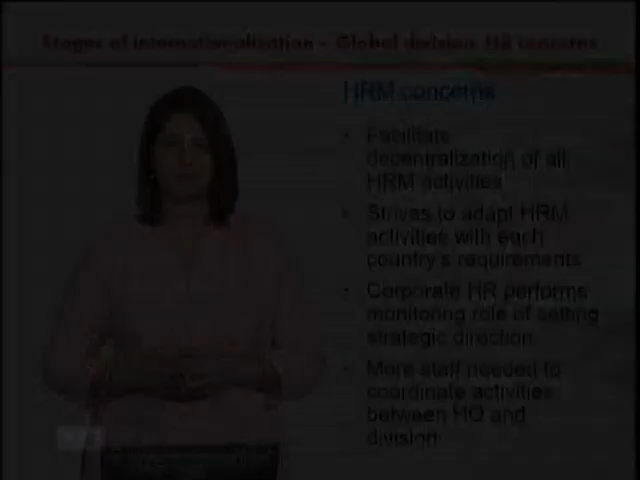 Stages of internationalization – Global division: HR concerns
HRM concerns
• Facilitate
decentralization of all
HRM activities
• Strives to adapt HRM
activities with each
country's requirements
• Corporate HR performs
monitoring role of setting
strategic direction
• More staff needed to
coordinate activities
between HQ and
division